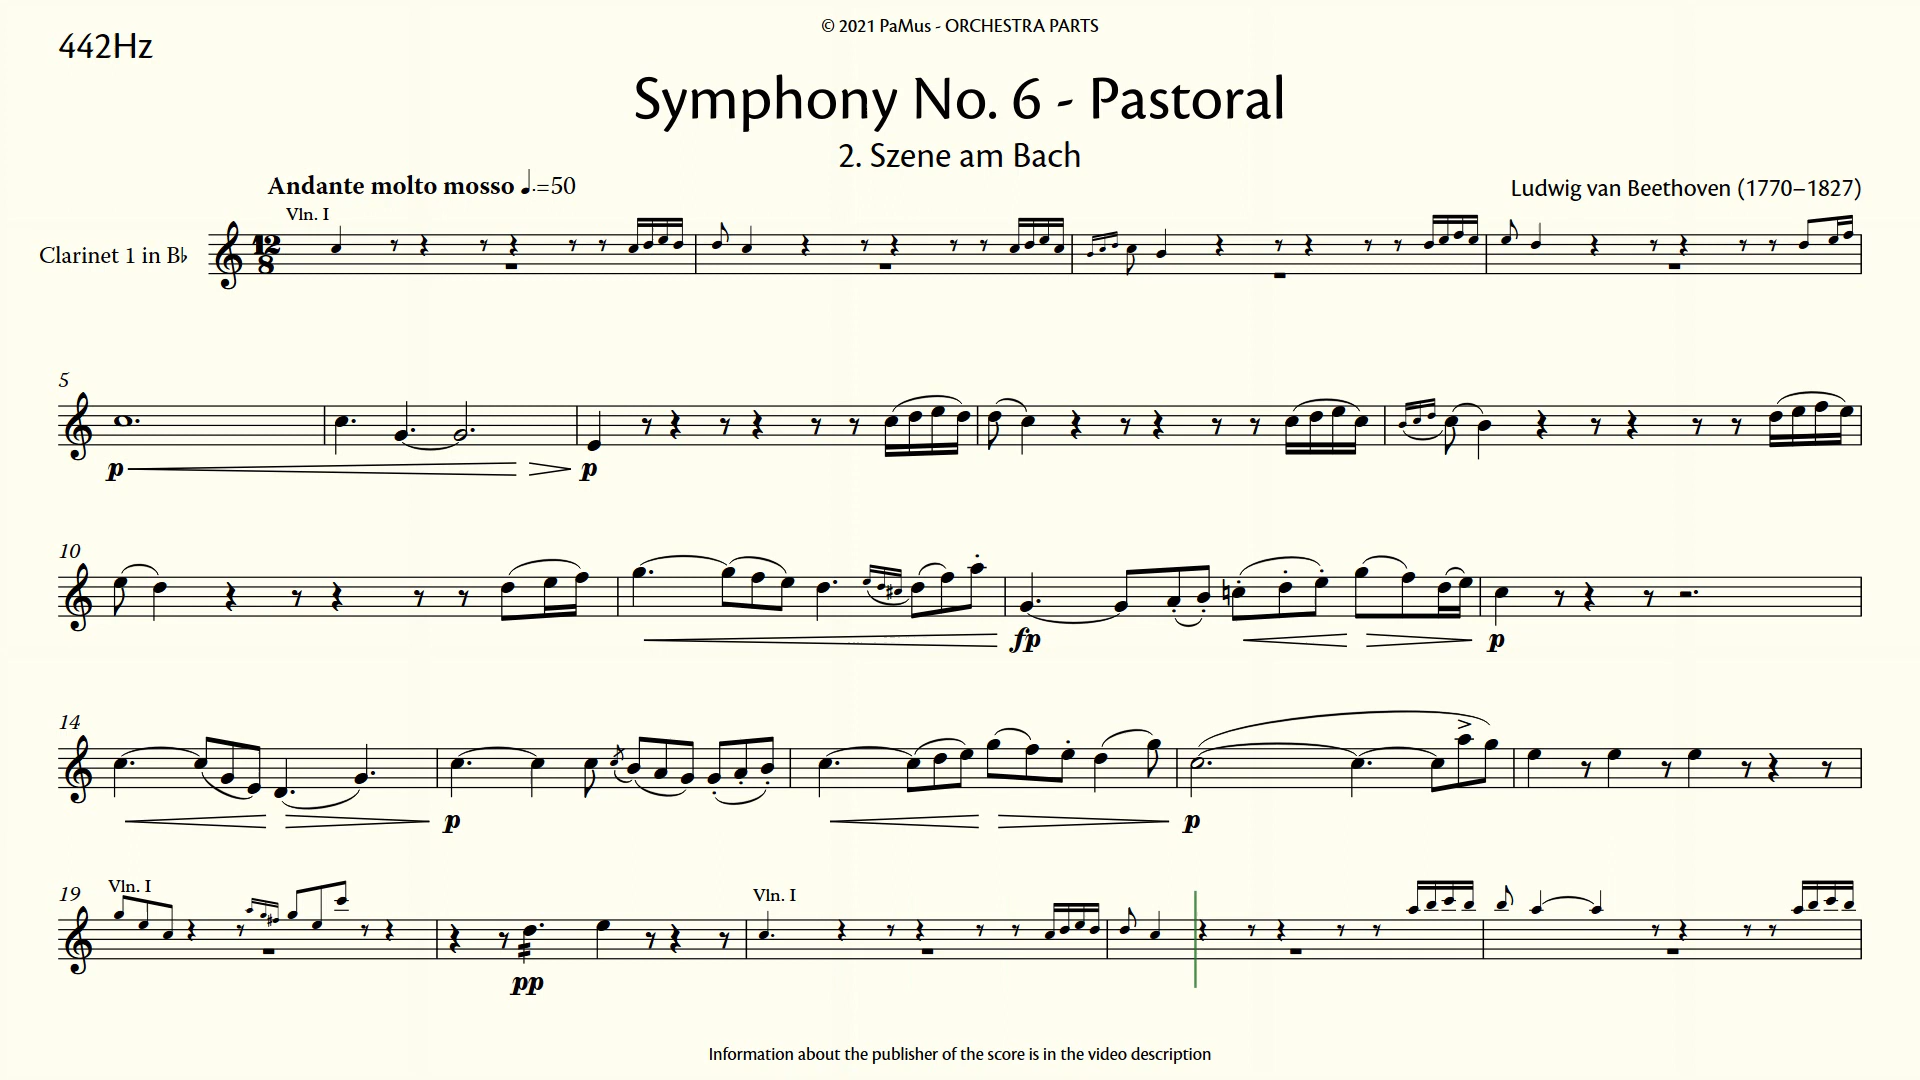 © 2021 PaMus - ORCHESTRA PARTS
442Hz
Symphony No. 6 - Pastoral
2. Szene am Bach
Andante molto mosso ♩.=50
Ludwig van Beethoven (1770–1827)
Vln. I
Clarinet 1 in B♭
12
8
5
p p
10
fp p
14
p p
19 Vln. I Vln. I
pp
Information about the publisher of the score is in the video description